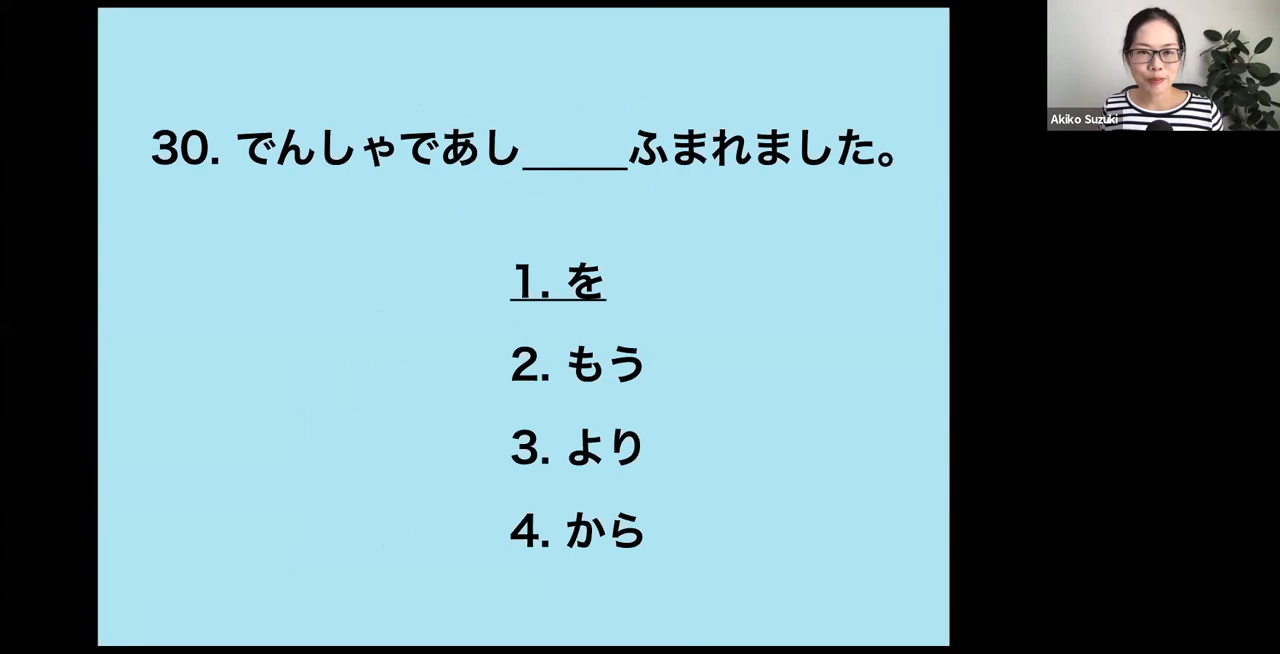 30. でんしゃであし_____ふまれました。
1. を
2. もう
3. より
4. から
Akiko Suzuki